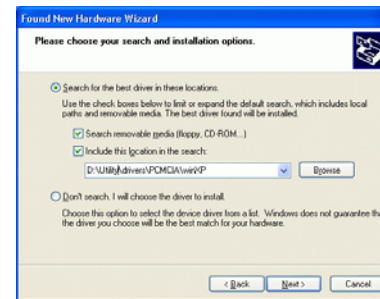 Found New Hardware Wizard
Please choose your search and installation options.
Search for the best driver in these locations.
Use the check boxes below to limit or expand the default search, which includes local
paths and removable media. The best driver found will be installed.
Search removable media (floppy, CD-ROM...)
Include this location in the search:
D:\Utility\drivers\PCMCIA\winXP
Browse
Don't search. I will choose the driver to install.
Choose this option to select the device driver from a list. Windows does not guarantee tha
the driver you choose will be the best match for your hardware.
< Back
Next >
Cancel